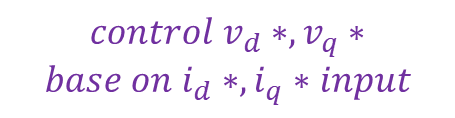 control v_d *, v_q *
base on i_d *, i_q * input